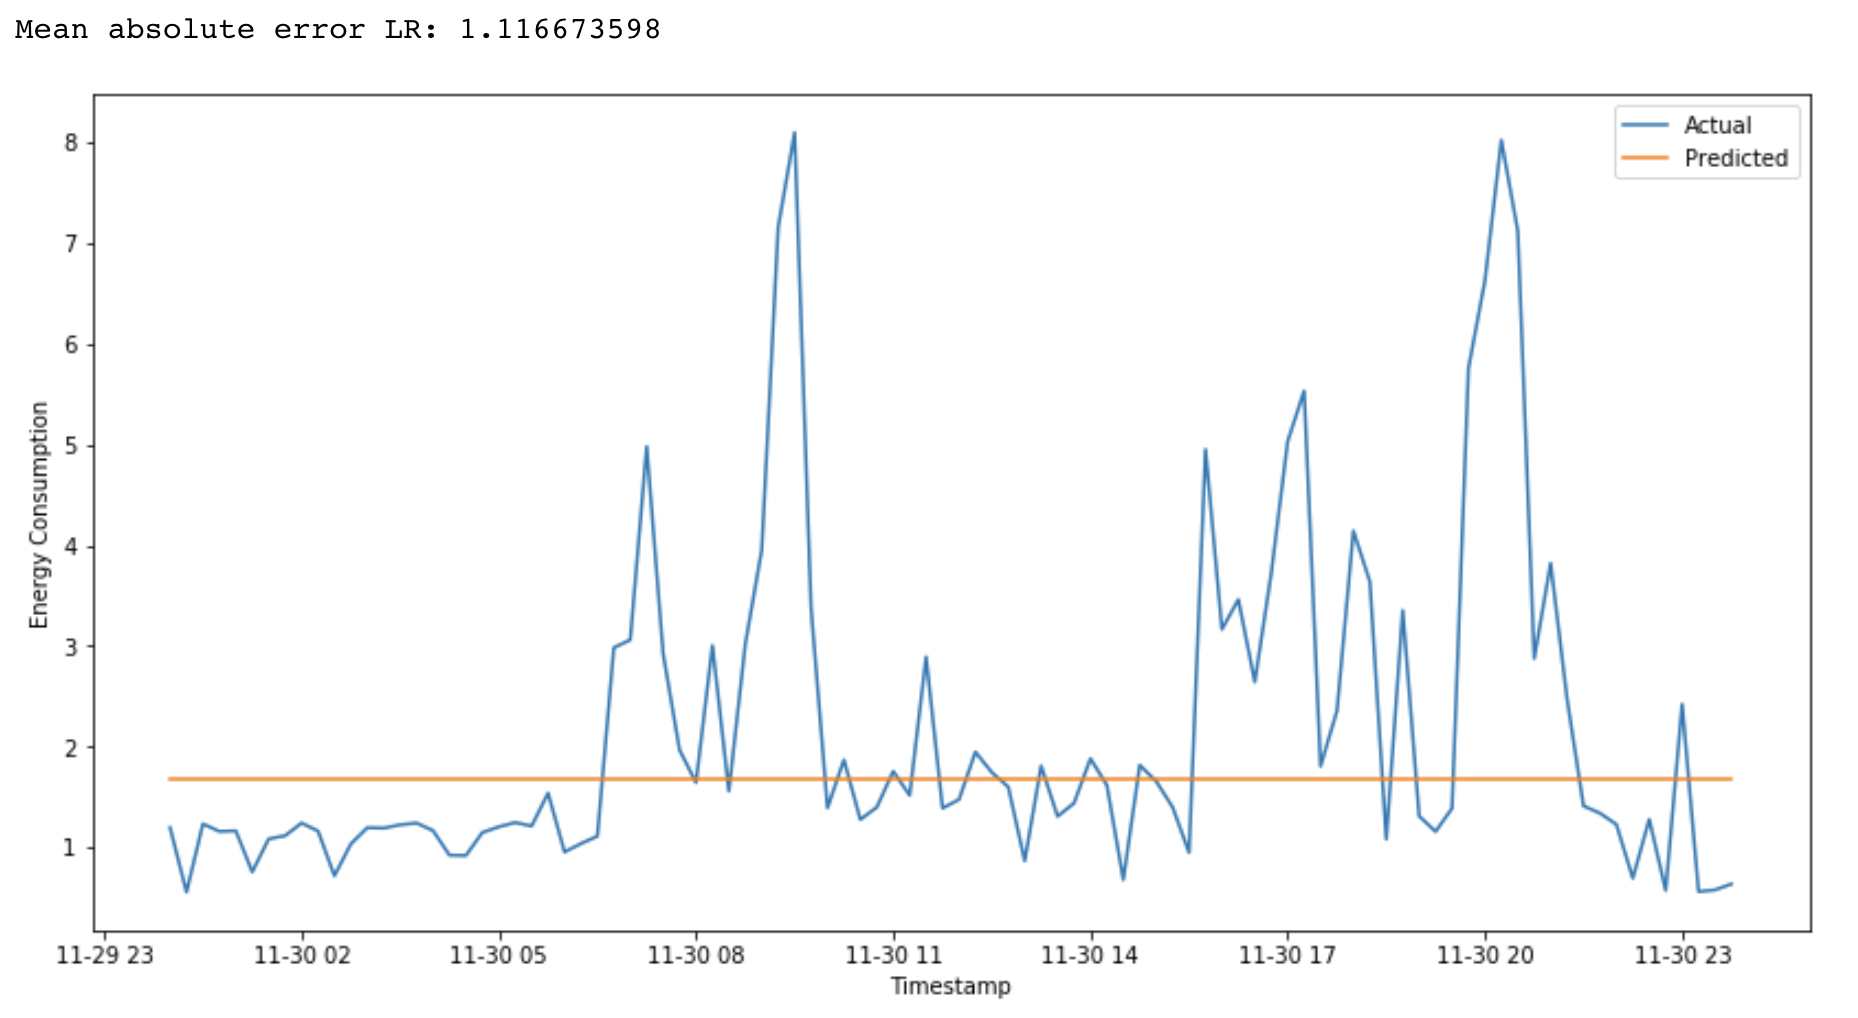 Mean absolute error LR: 1.116673598
Actual
Predicted
8
7
6
5
4
3
2
1
Energy Consumption
11-29 23 11-30 02 11-30 05 11-30 08 11-30 11 11-30 14 11-30 17 11-30 20 11-30 23
Timestamp